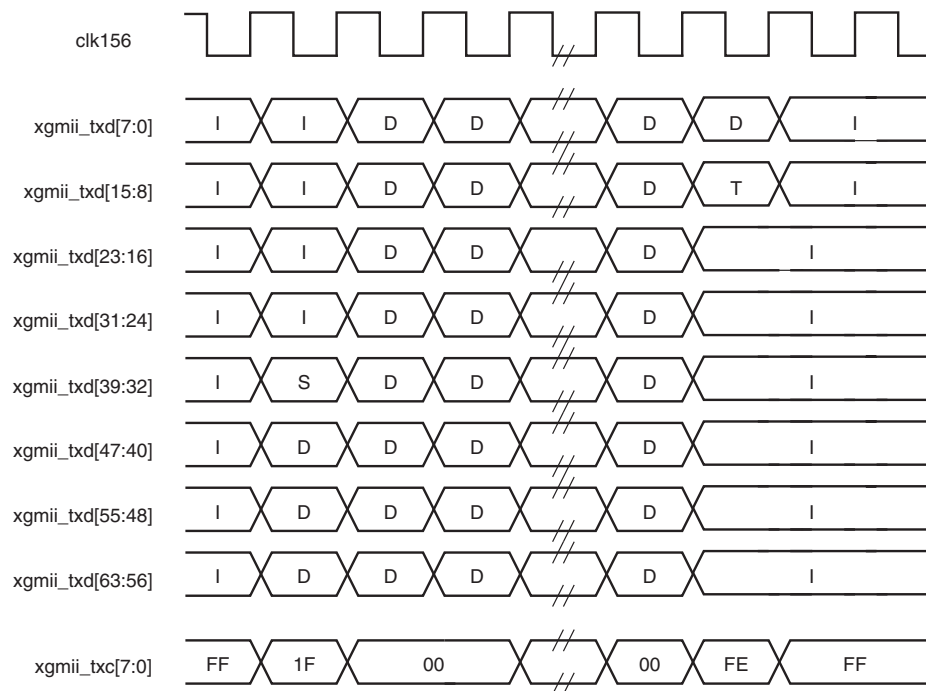 clk156
xgmii_txd[7:0] I I D D D D I
xgmii_txd[15:8] I I D D D T I
xgmii_txd[23:16] I I D D D I
xgmii_txd[31:24] I I D D D I
xgmii_txd[39:32] I S D D D I
xgmii_txd[47:40] I D D D D I
xgmii_txd[55:48] I D D D D I
xgmii_txd[63:56] I D D D D I
xgmii_txc[7:0] FF 1F 00 00 FE FF